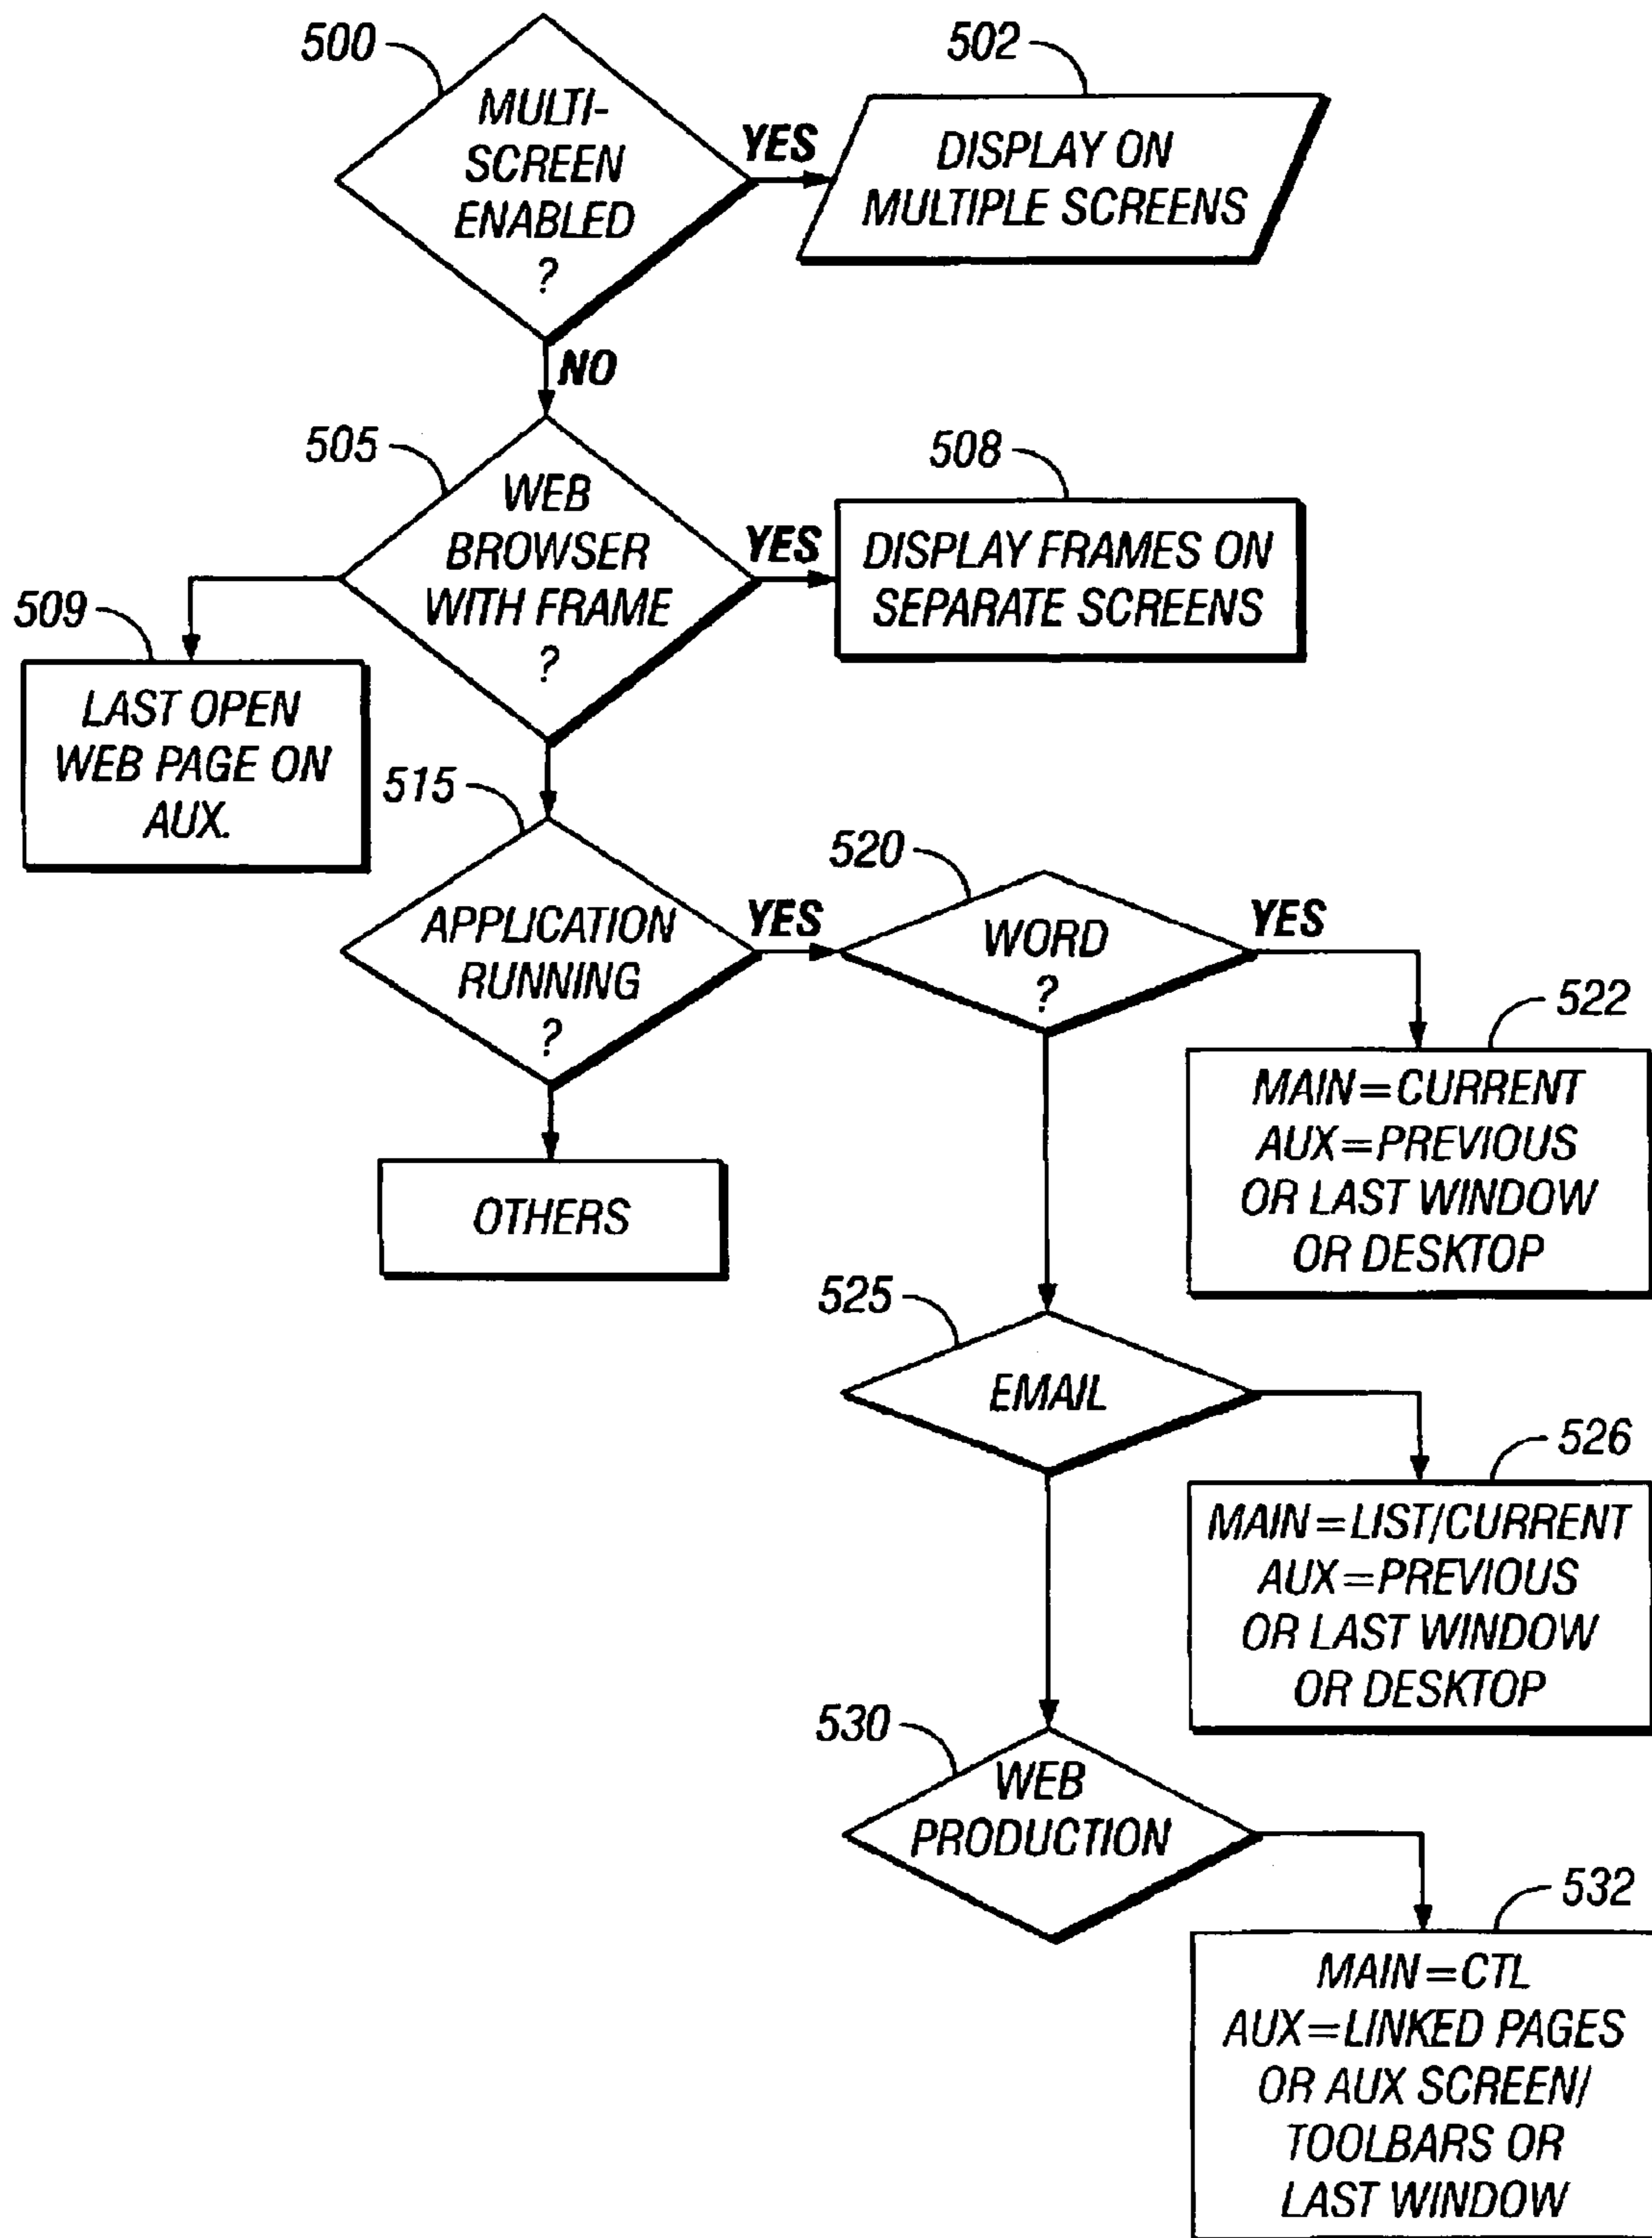 500
MULTI-
SCREEN
ENABLED
?
YES
502
DISPLAY ON
MULTIPLE SCREENS
NO
505
WEB
BROWSER
WITH FRAME
?
YES
508
DISPLAY FRAMES ON
SEPARATE SCREENS
509
LAST OPEN
WEB PAGE ON
AUX.
515
APPLICATION
RUNNING
?
YES
520
WORD
?
YES
522
MAIN=CURRENT
AUX=PREVIOUS
OR LAST WINDOW
OR DESKTOP
OTHERS
525
EMAIL
526
MAIN=LIST/CURRENT
AUX=PREVIOUS
OR LAST WINDOW
OR DESKTOP
530
WEB
PRODUCTION
532
MAIN=CTL
AUX=LINKED PAGES
OR AUX SCREEN/
TOOLBARS OR
LAST WINDOW